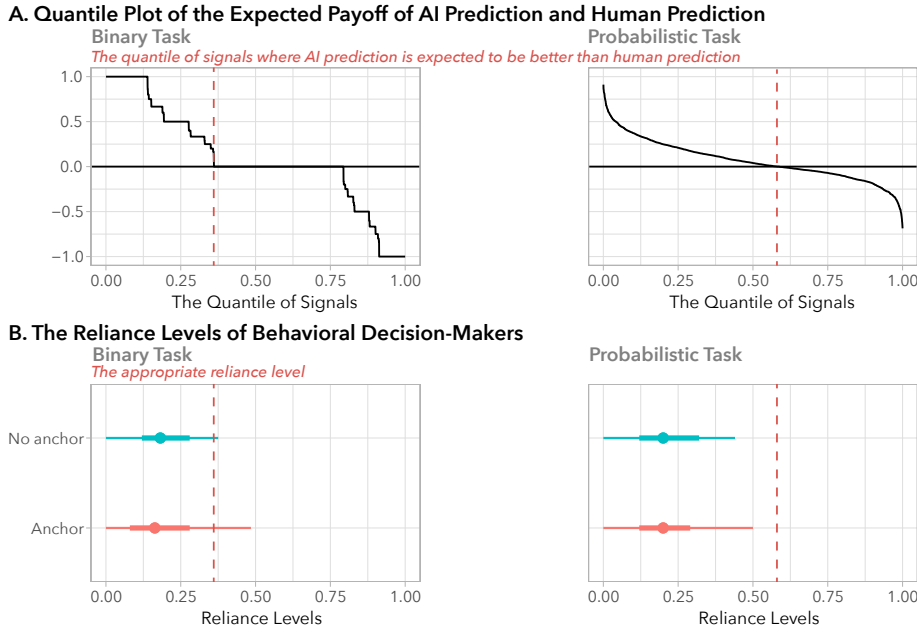 A. Quantile Plot of the Expected Payoff of AI Prediction and Human Prediction
Binary Task
Probabilistic Task
The quantile of signals where AI prediction is expected to be better than human prediction
1.0
0.5
0.0
−0.5
−1.0
0.00 0.25 0.50 0.75 1.00
The Quantile of Signals
0.00 0.25 0.50 0.75 1.00
The Quantile of Signals
B. The Reliance Levels of Behavioral Decision-Makers
Binary Task
Probabilistic Task
The appropriate reliance level
No anchor
Anchor
0.00 0.25 0.50 0.75 1.00
Reliance Levels
0.00 0.25 0.50 0.75 1.00
Reliance Levels